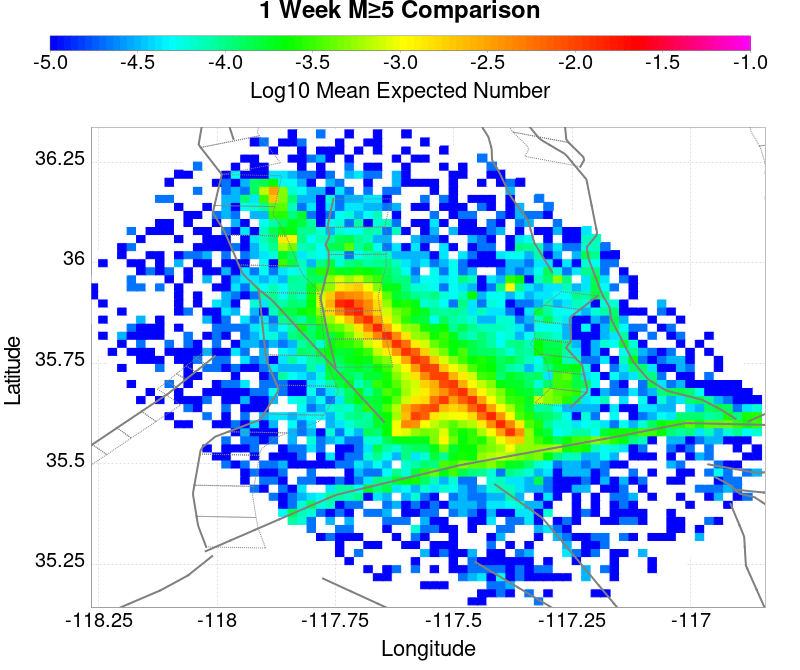 1 Week M≥5 Comparison
-5.0 -4.5 -4.0 -3.5 -3.0 -2.5 -2.0 -1.5 -1.0
Log10 Mean Expected Number
36.25
36
35.75
35.5
35.25
Latitude
-118.25 -118 -117.75 -117.5 -117.25 -117
Longitude